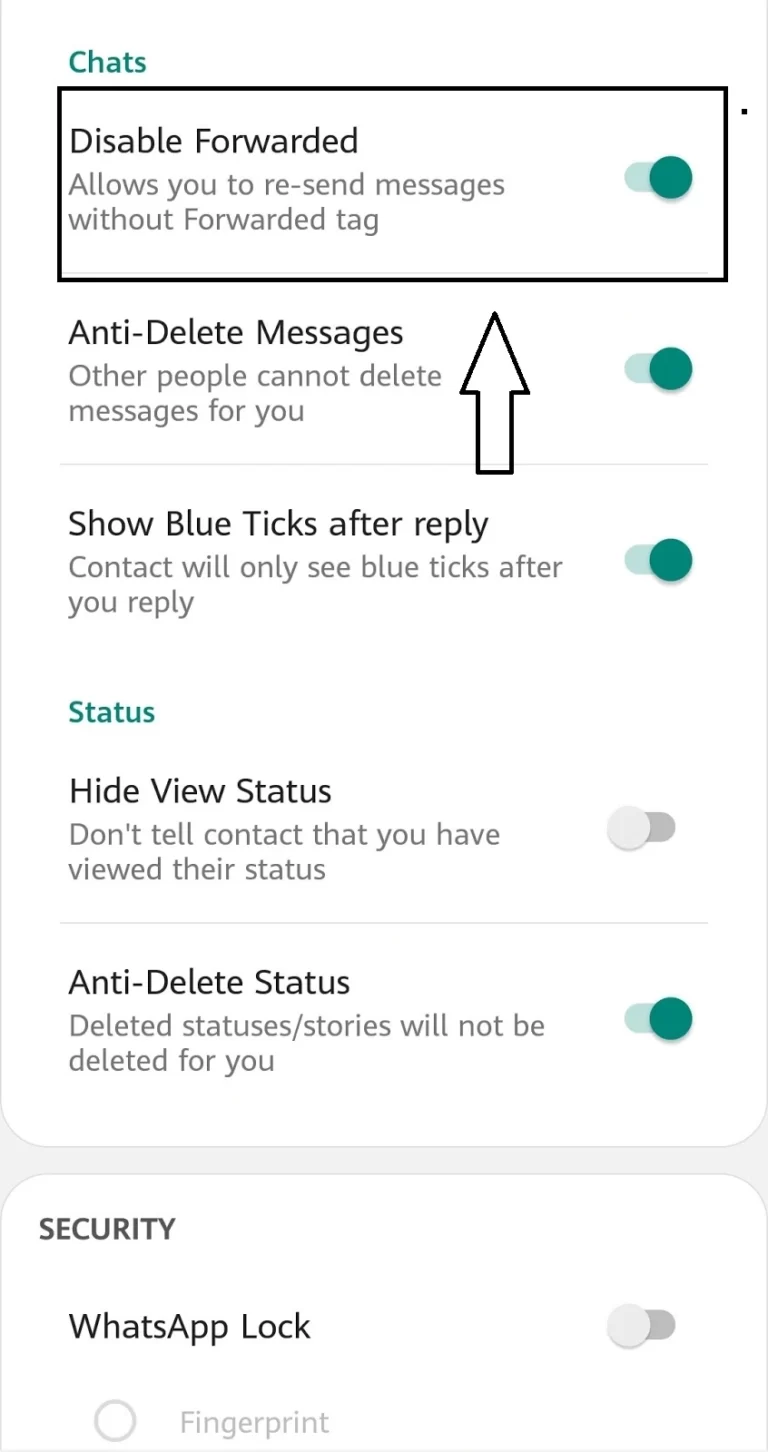 Chats
Disable Forwarded
Allows you to re-send messages
without Forwarded tag
Anti-Delete Messages
Other people cannot delete
messages for you
Show Blue Ticks after reply
Contact will only see blue ticks after
you reply
Status
Hide View Status
Don't tell contact that you have
viewed their status
Anti-Delete Status
Deleted statuses/stories will not be
deleted for you
SECURITY
WhatsApp Lock
Fingerprint